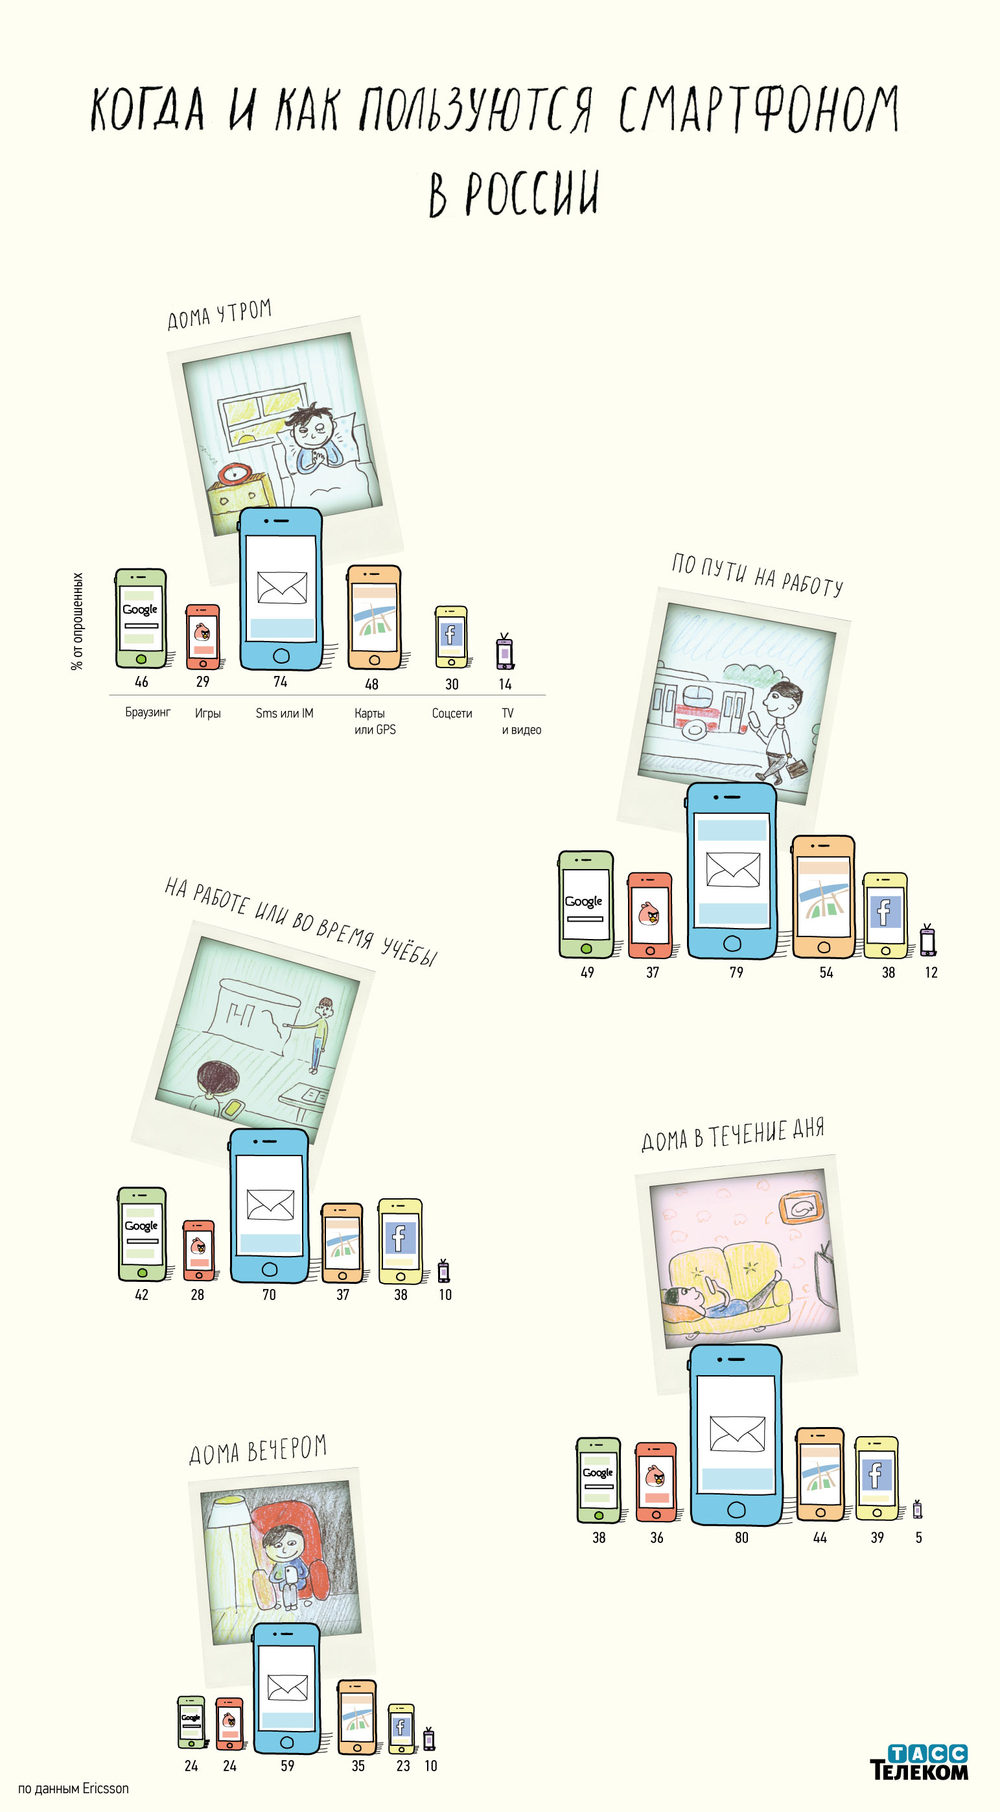 КОГДА И КАК ПОЛЬЗУЮТСЯ СМАРТФОНОМ
В РОССИИ
ДОМА УТРОМ
% от опрошенных
Google
f
46 29 74 48 30 14
Браузинг Игры Sms или IM Карты или GPS Соцсети TV и видео
ПО ПУТИ НА РАБОТУ
Google
f
49 37 79 54 38 12
НА РАБОТЕ ИЛИ ВО ВРЕМЯ УЧЁБЫ
Google
f
42 28 70 37 38 10
ДОМА В ТЕЧЕНИЕ ДНЯ
Google
f
38 36 80 44 39 5
ДОМА ВЕЧЕРОМ
Google
f
24 24 59 35 23 10
по данным Ericsson
ТАСС
ТЕЛЕКОМ